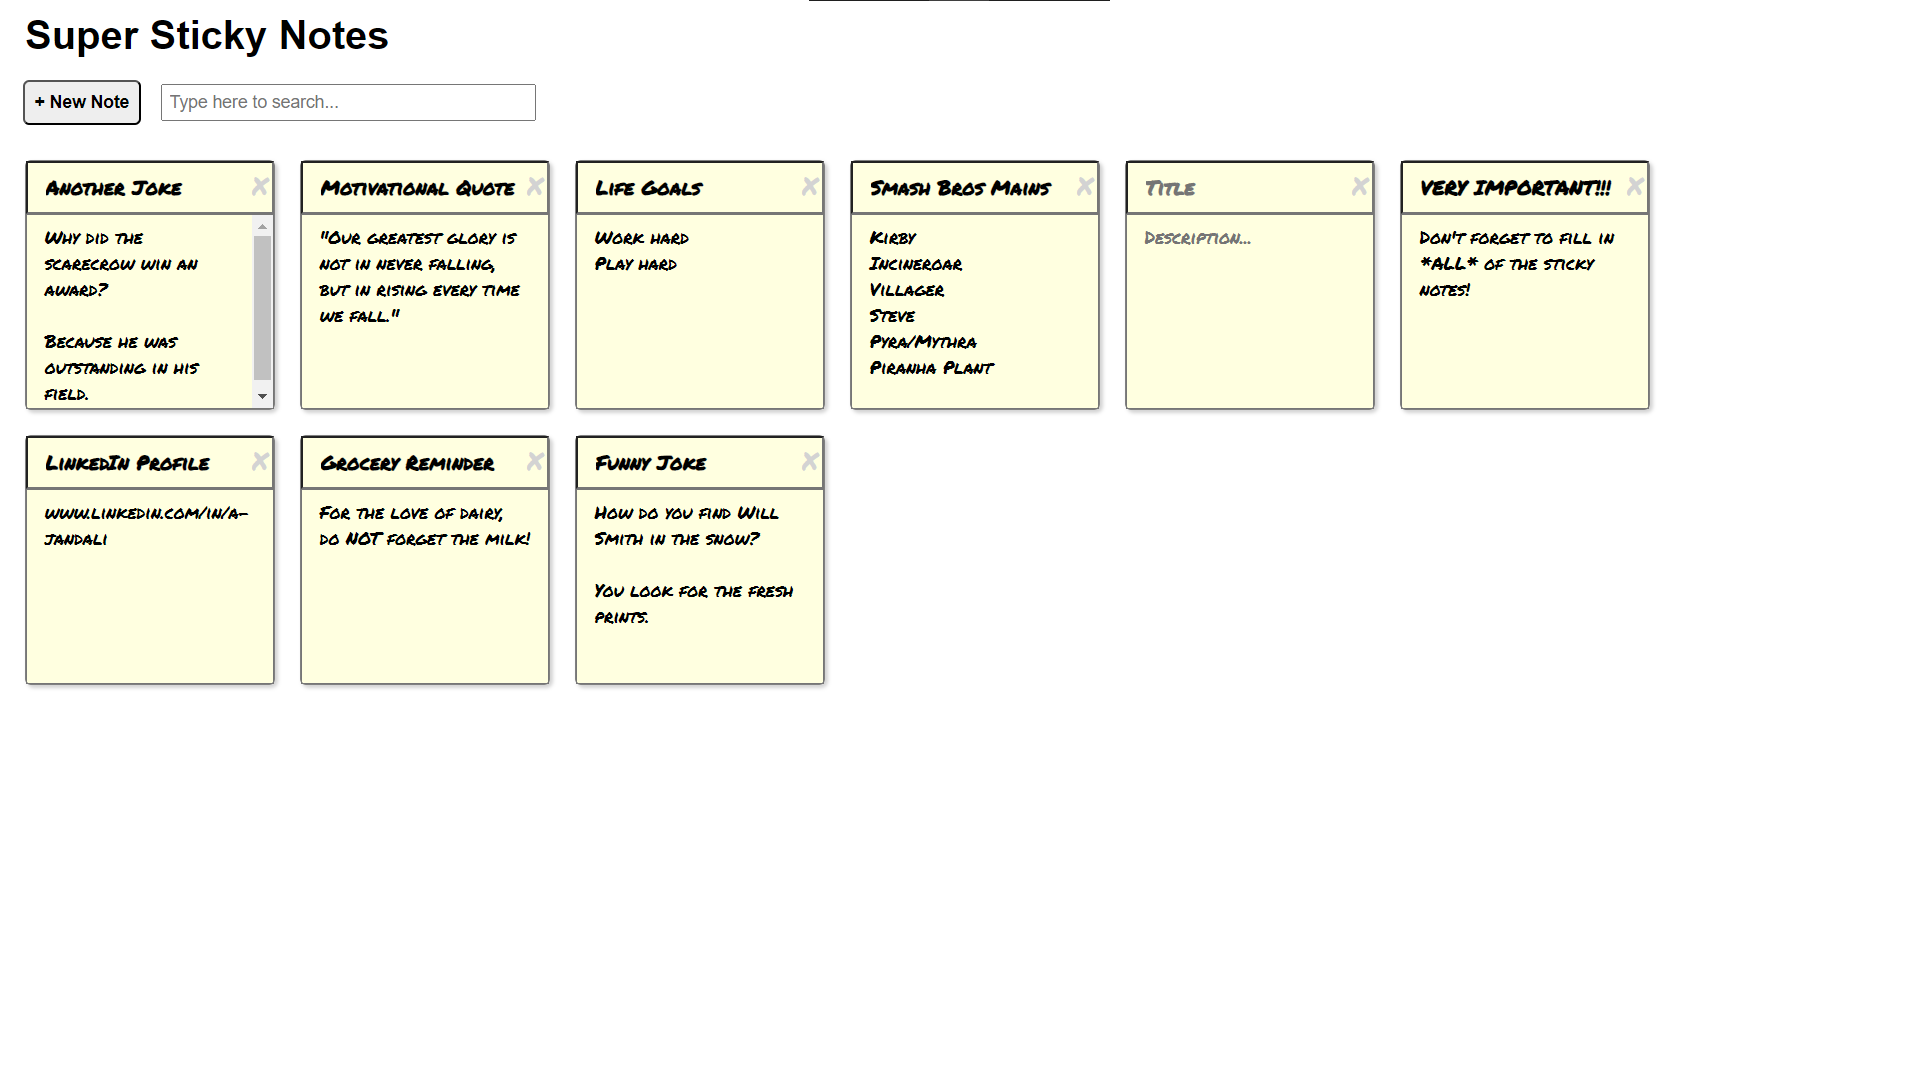 Super Sticky Notes
+ New Note
Type here to search...
Another Joke
Why did the
scarecrow win an
award?
Because he was
outstanding in his
field.
Motivational Quote
"Our greatest glory is
not in never falling,
but in rising every time
we fall."
Life Goals
Work hard
Play hard
Smash Bros Mains
Kirby
Incineroar
Villager
Steve
Pyra/Mythra
Piranha Plant
Title
Description...
VERY IMPORTANT!!!
Don't forget to fill in
*ALL* of the sticky
notes!
LinkedIn Profile
www.linkedin.com/in/a-
jandali
Grocery Reminder
For the love of dairy,
do NOT forget the milk!
Funny Joke
How do you find Will
Smith in the snow?
You look for the fresh
prints.